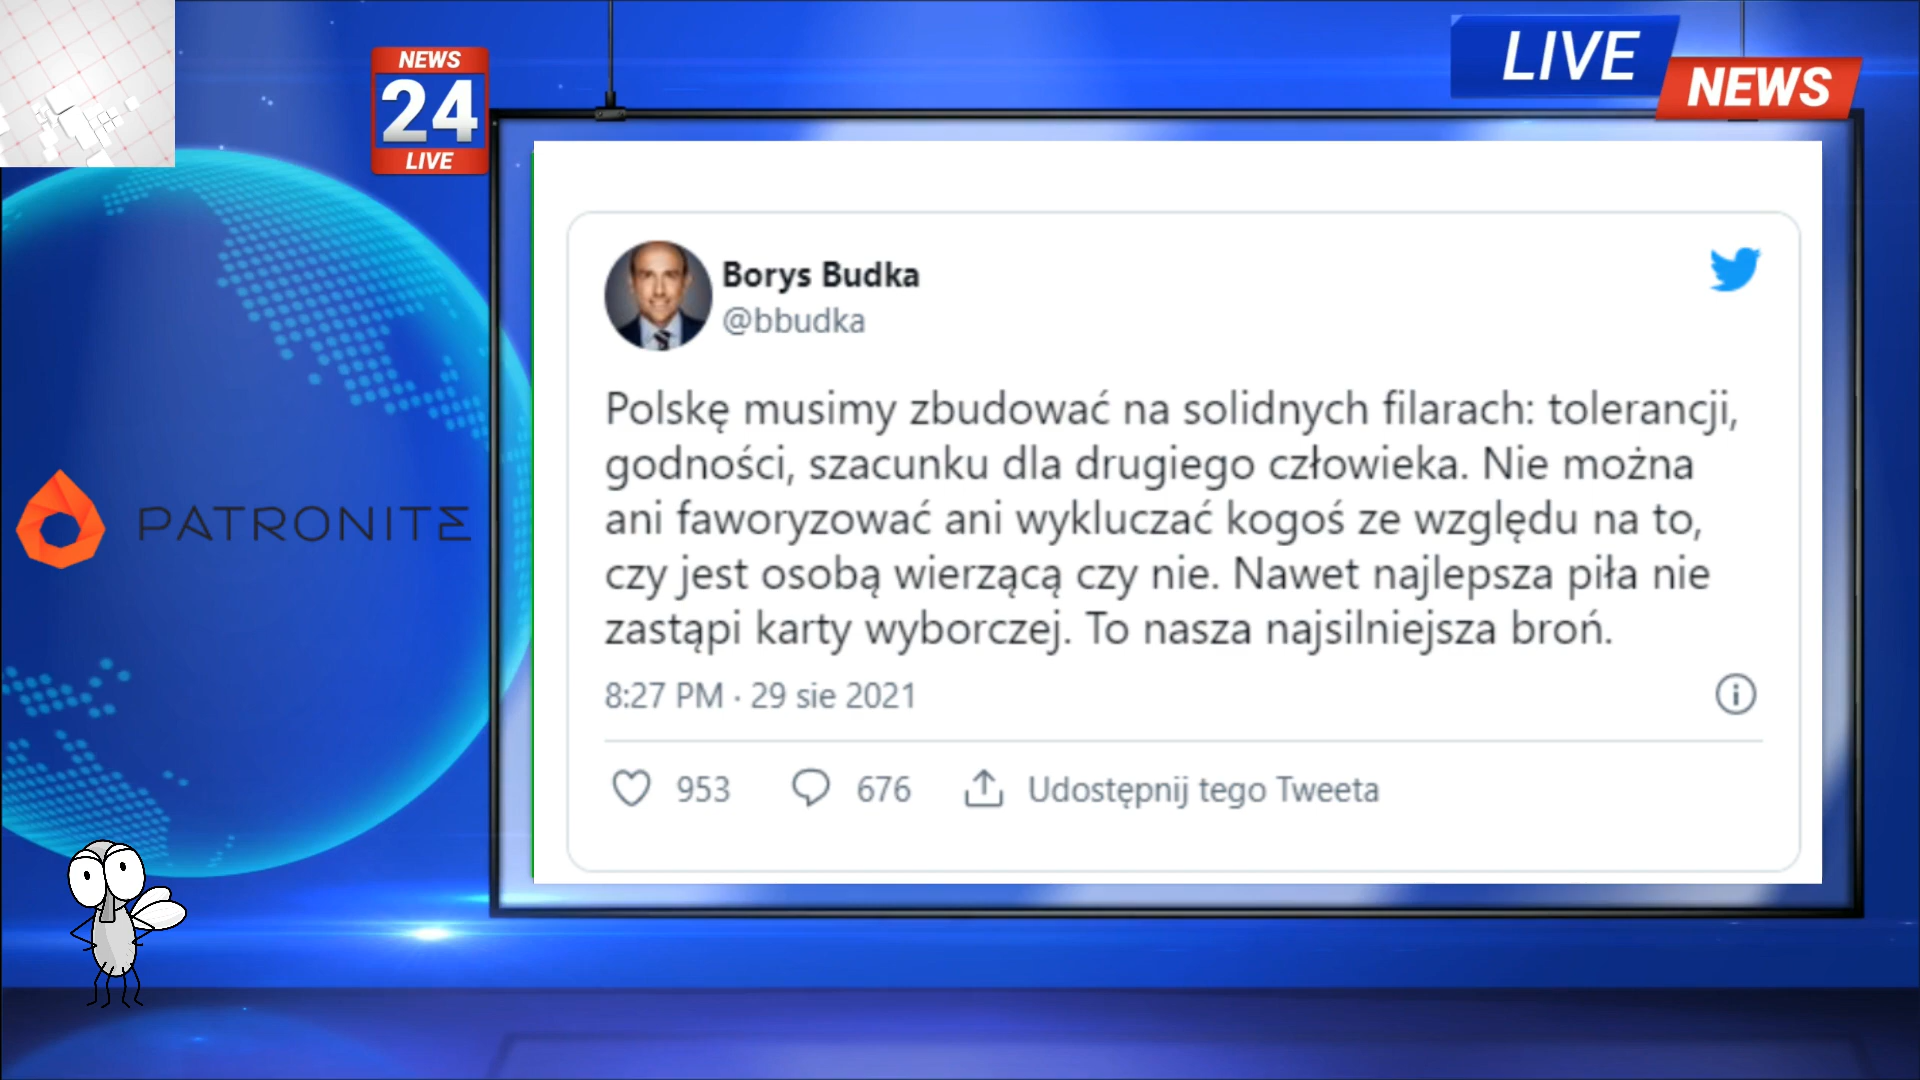 NEWS
24
LIVE
LIVE
NEWS
Borys Budka
@bbudka
Polskę musimy zbudować na solidnych filarach: tolerancji,
godności, szacunku dla drugiego człowieka. Nie można
ani faworyzować ani wykluczać kogoś ze względu na to,
czy jest osobą wierzącą czy nie. Nawet najlepsza piła nie
zastąpi karty wyborczej. To nasza najsilniejsza broń.
8:27 PM · 29 sie 2021
953 676 Udostępnij tego Tweeta
PATRONITE